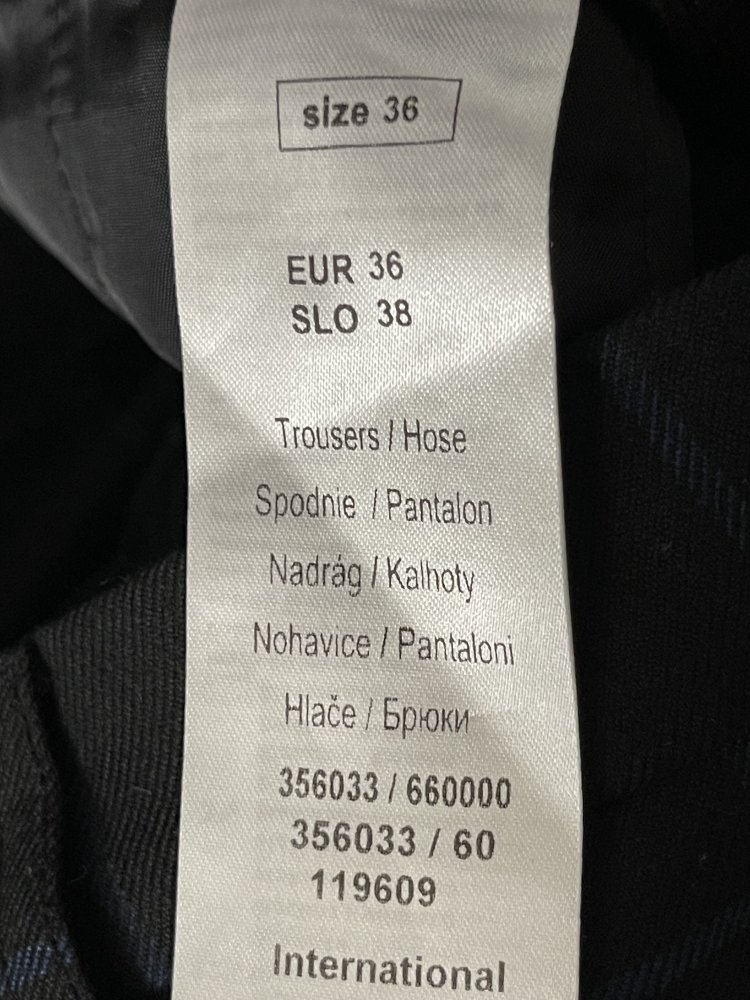 size 36
EUR 36
SLO 38
Trousers / Hose
Spodnie / Pantalon
Nadrág / Kalhoty
Nohavice / Pantaloni
Hlače / Брюки
356033 / 660000
356033 / 60
119609
International